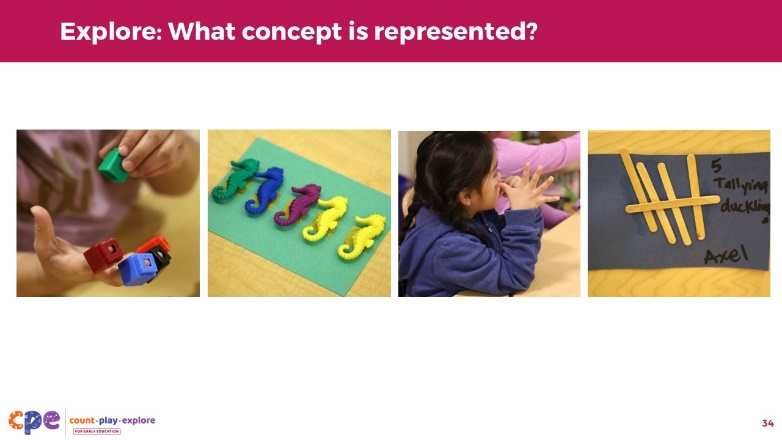 Explore: What concept is represented?
5
Tallying
duckling
s
Axel
cpe
count·play·explore
FOR EARLY EDUCATION
34